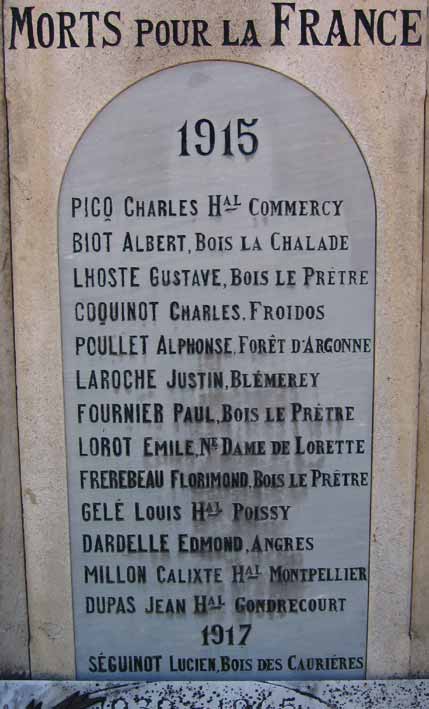 MORTS POUR LA FRANCE
1915
PICQ CHARLES HAL COMMERCY
BIOT ALBERT, BOIS LA CHALADE
LHOSTE GUSTAVE, BOIS LE PRÊTRE
COQUINOT CHARLES. FROIDOS
POULLET ALPHONSE. FORÊT D'ARGONNE
LAROCHE JUSTIN, BLÉMEREY
FOURNIER PAUL, BOIS LE PRÊTRE
LOROT EMILE, NE DAME DE LORETTE
FREREBEAU FLORIMOND, BOIS LE PRÊTRE
GELÉ LOUIS HAL POISSY
DARDELLE EDMOND, ANGRES
MILLON CALIXTE HAL MONTPELLIER
DUPAS JEAN HAL GONDRECOURT
1917
SÉGUINOT LUCIEN, BOIS DES CAURIÈRES
1939 - 1945